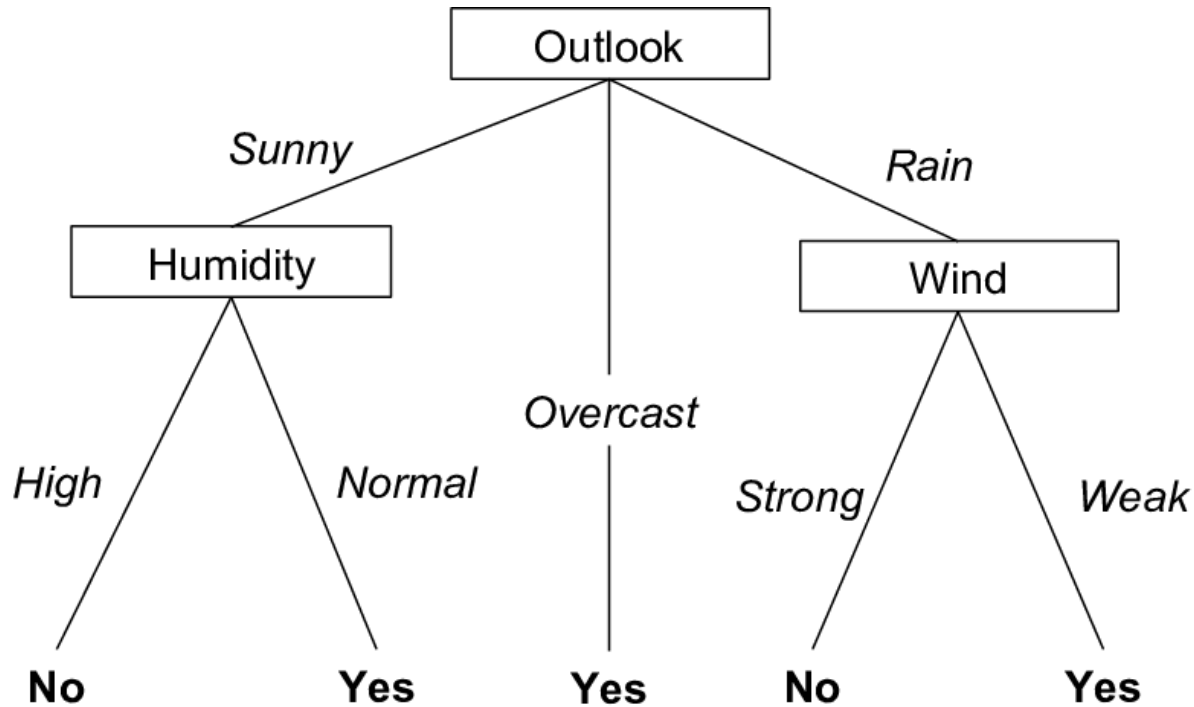 Outlook
Sunny
Rain
Humidity
Wind
Overcast
High
Normal
Strong
Weak
No
Yes
Yes
No
Yes